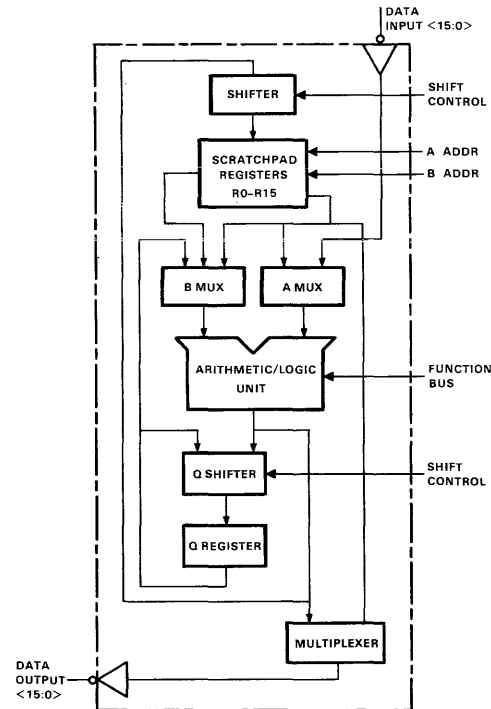 DATA
INPUT <15:0>
SHIFTER
SHIFT
CONTROL
SCRATCHPAD
REGISTERS
R0–R15
A ADDR
B ADDR
B MUX
A MUX
ARITHMETIC/LOGIC
UNIT
FUNCTION
BUS
Q SHIFTER
SHIFT
CONTROL
Q REGISTER
MULTIPLEXER
DATA
OUTPUT
<15:0>